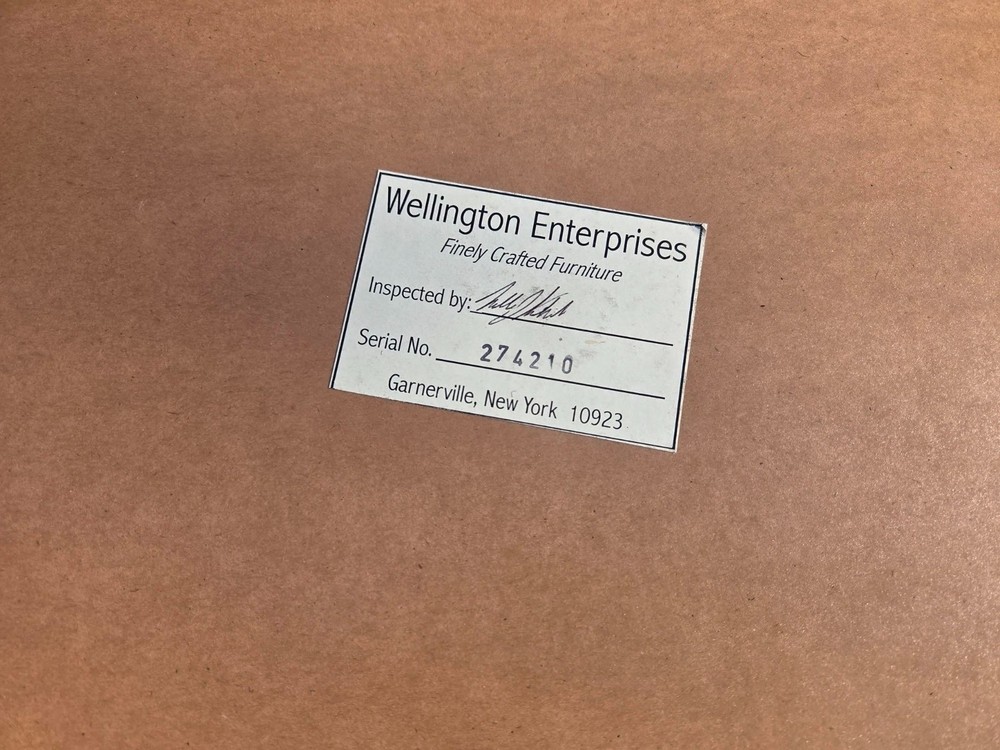 Wellington Enterprises
Finely Crafted Furniture
Inspected by:
Serial No. 274210
Garnerville, New York 10923